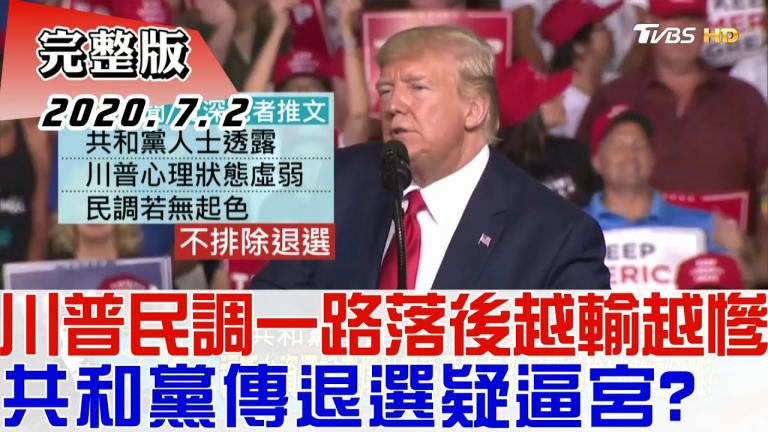 完整版
TVBS HD
2020.7.2
深 者推文
共和黨人士透露
川普心理狀態虛弱
民調若無起色
不排除退選
KEEP
AMERICA
川普民調一路落後越輸越慘
共和黨傳退選疑逼宮?